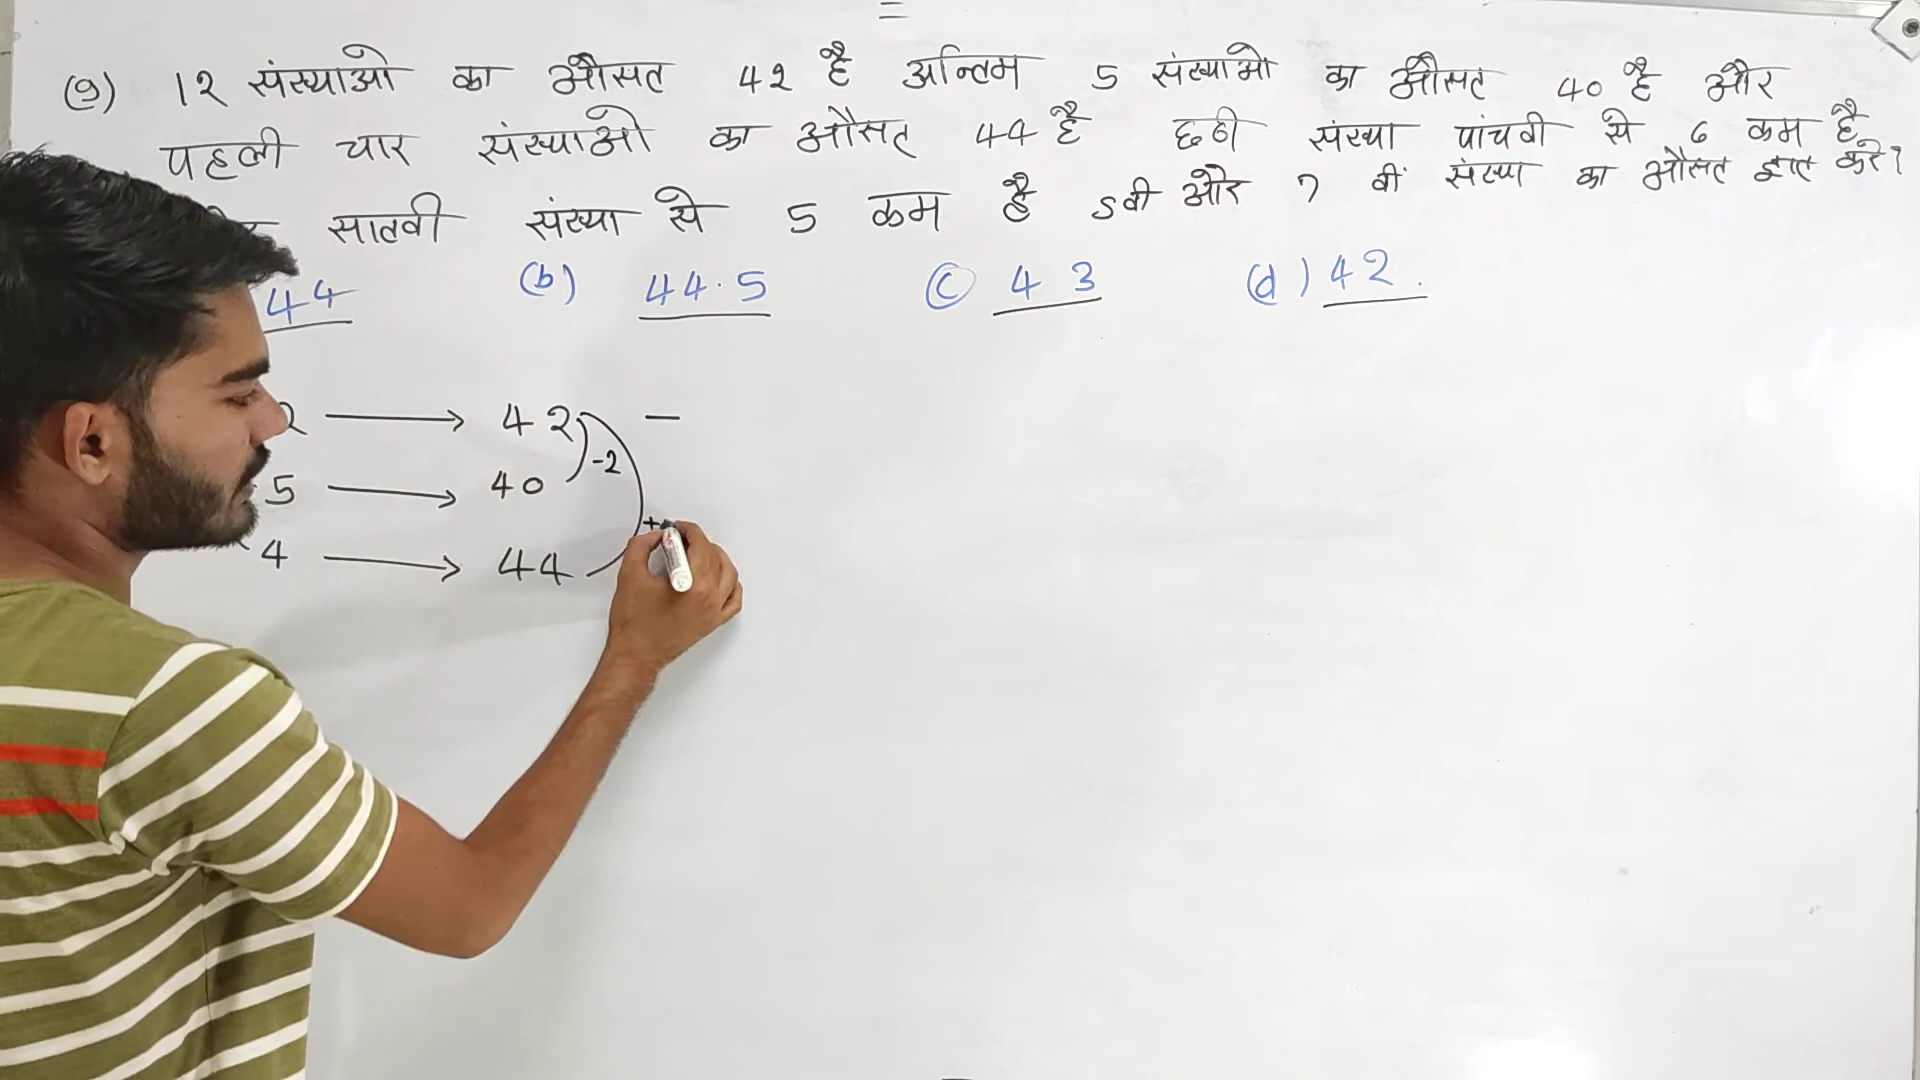 =
(9) 12 संख्याओ का औसत 42 है अन्तिम 5 संख्याओ का औसत 40 है और
पहली चार संख्याओ का औसत 44 है छठी संख्या पांचवी से 6 कम है
सातवी संख्या से 5 कम है 5वी और 7 वीं संख्या का औसत ज्ञात करे?
44 (b) 44.5 (c) 43 (d) 42.
2 → 42 –
-2
5 → 40
+
4 → 44